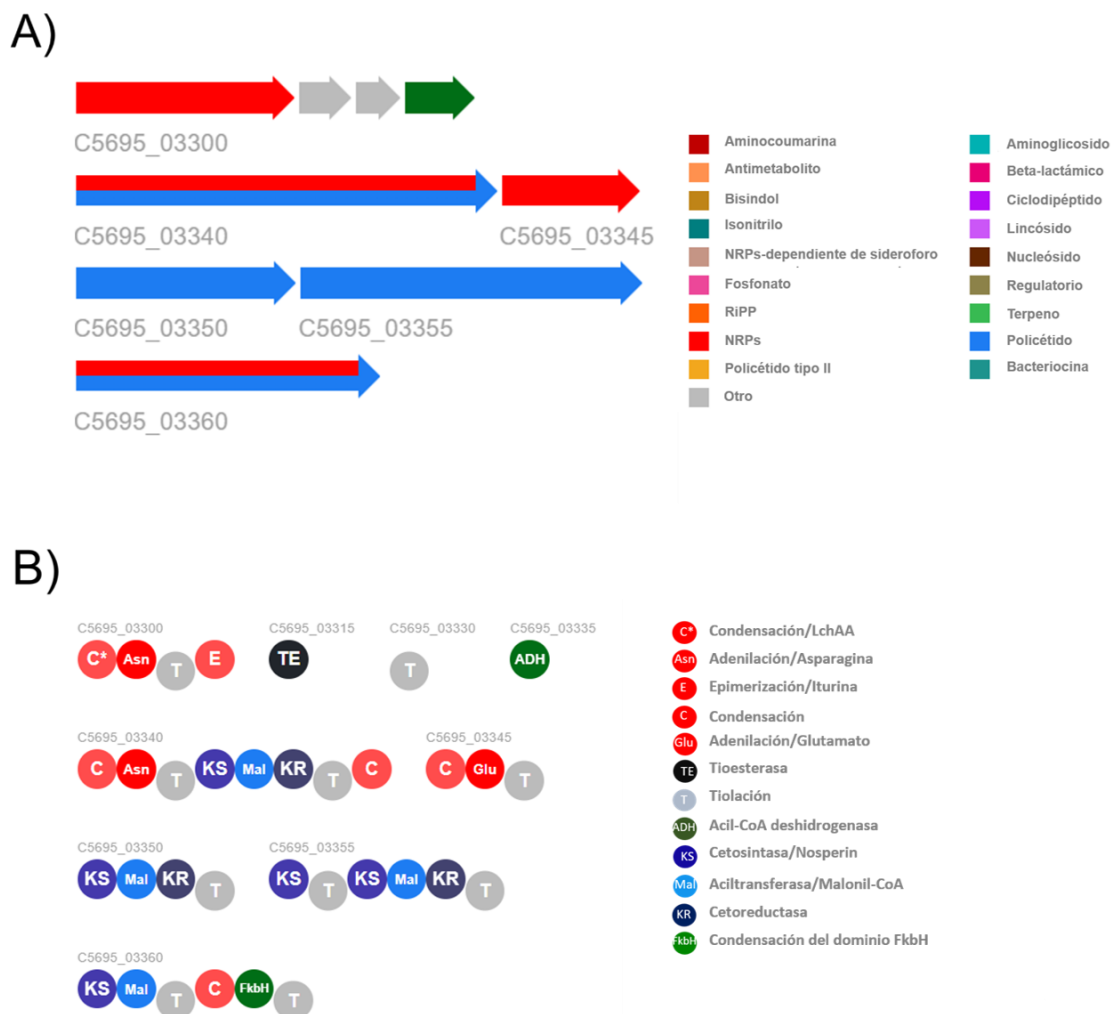 A)
C5695_03300
C5695_03340
C5695_03345
C5695_03350
C5695_03355
C5695_03360
Aminocoumarina
Antimetabolito
Bisindol
Isonitrilo
NRPs-dependiente de sideroforo
Fosfonato
RiPP
NRPs
Policétido tipo II
Otro
Aminoglicosido
Beta-lactámico
Ciclodipéptido
Lincósido
Nucleósido
Regulatorio
Terpeno
Policétido
Bacteriocina
B)
C5695_03300 C5695_03315 C5695_03330 C5695_03335
C* Asn T E TE T ADH
C5695_03340 C5695_03345
C Asn T KS Mal KR T C C Glu T
C5695_03350 C5695_03355
KS Mal KR T KS T KS Mal KR T
C5695_03360
KS Mal T C FkbH T
C* Condensación/LchAA
Asn Adenilación/Asparagina
E Epimerización/Iturina
C Condensación
Glu Adenilación/Glutamato
TE Tioesterasa
T Tiolación
ADH Acil-CoA deshidrogenasa
KS Cetosintasa/Nosperin
Mal Aciltransferasa/Malonil-CoA
KR Cetoreductasa
FkbH Condensación del dominio FkbH